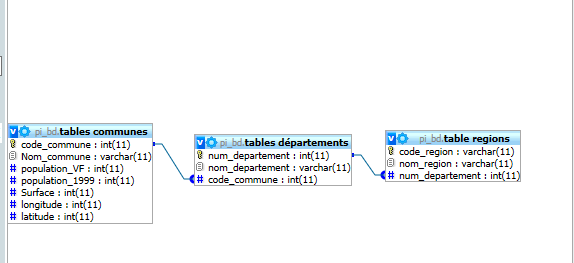 pi_bd.tables communes
code_commune : int(11)
Nom_commune : varchar(11)
population_VF : int(11)
population_1999 : int(11)
Surface : int(11)
longitude : int(11)
latitude : int(11)
pi_bd.tables départements
num_departement : int(11)
nom_departement : varchar(11)
code_commune : int(11)
pi_bd.table regions
code_region : varchar(11)
nom_region : varchar(11)
num_departement : int(11)